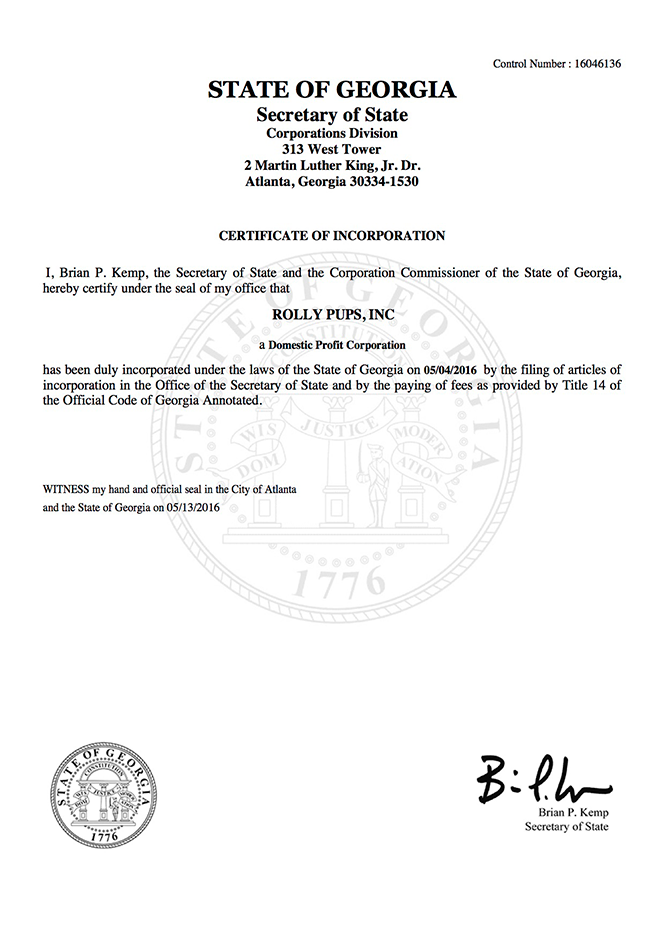 Control Number : 16046136
STATE OF GEORGIA
Secretary of State
Corporations Division
313 West Tower
2 Martin Luther King, Jr. Dr.
Atlanta, Georgia 30334-1530
CERTIFICATE OF INCORPORATION
I, Brian P. Kemp, the Secretary of State and the Corporation Commissioner of the State of Georgia,
hereby certify under the seal of my office that
ROLLY PUPS, INC
a Domestic Profit Corporation
has been duly incorporated under the laws of the State of Georgia on 05/04/2016 by the filing of articles of
incorporation in the Office of the Secretary of State and by the paying of fees as provided by Title 14 of
the Official Code of Georgia Annotated.
STATE OF GEORGIA
CONSTITUTION
WISDOM
JUSTICE
MODERATION
1776
WITNESS my hand and official seal in the City of Atlanta
and the State of Georgia on 05/13/2016
STATE OF GEORGIA
CONSTITUTION
WISDOM
JUSTICE
MODERATION
1776
Brian P. Kemp
Secretary of State